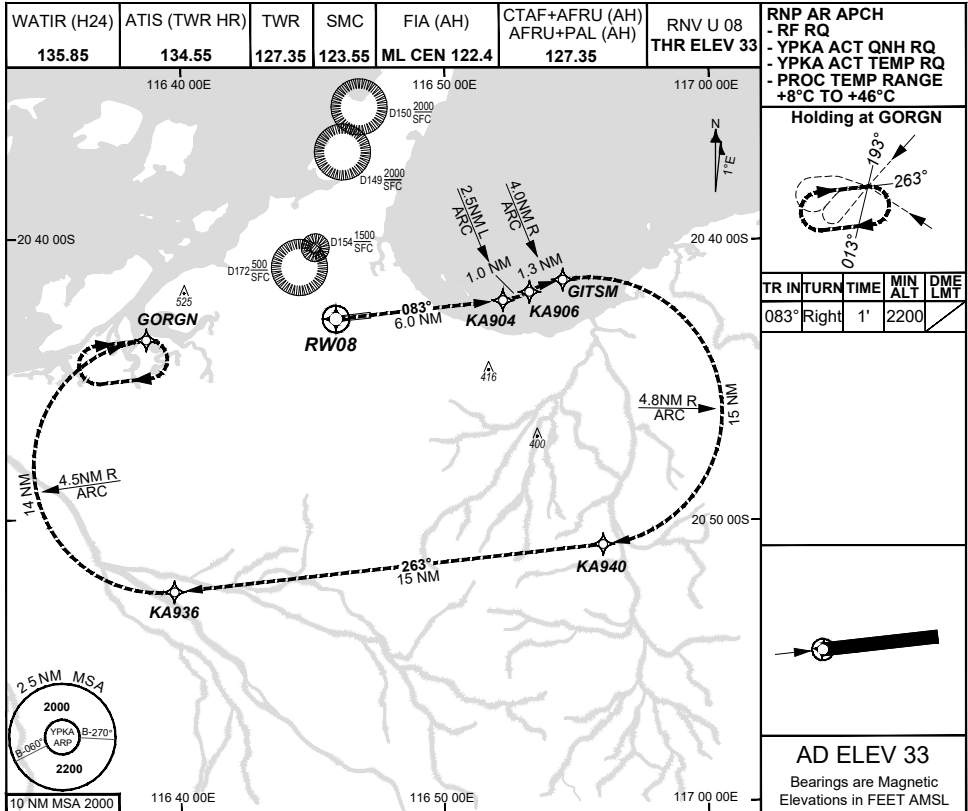 WATIR (H24)
135.85
ATIS (TWR HR)
134.55
TWR
127.35
SMC
123.55
FIA (AH)
ML CEN 122.4
CTAF+AFRU (AH)
AFRU+PAL (AH)
127.35
RNV U 08
THR ELEV 33
RNP AR APCH
- RF RQ
- YPKA ACT QNH RQ
- YPKA ACT TEMP RQ
- PROC TEMP RANGE
+8°C TO +46°C
116 40 00E
116 50 00E
117 00 00E
D150 2000
SFC
D149 2000
SFC
N
1°E
Holding at GORGN
193°
263°
013°
20 40 00S
20 40 00S
D154 1500
SFC
D172 500
SFC
2.5NM L
ARC
4.0NM R
ARC
1.0 NM
1.3 NM
GITSM
KA906
KA904
083°
6.0 NM
RW08
525
GORGN
TR IN TURN TIME MIN ALT DME LMT
083° Right 1' 2200
416
400
4.8NM R
ARC
15 NM
4.5NM R
ARC
14 NM
20 50 00S
263°
15 NM
KA940
KA936
25NM MSA
2000
YPKA
ARP
B-060°
B-270°
2200
10 NM MSA 2000
116 40 00E
116 50 00E
117 00 00E
AD ELEV 33
Bearings are Magnetic
Elevations in FEET AMSL